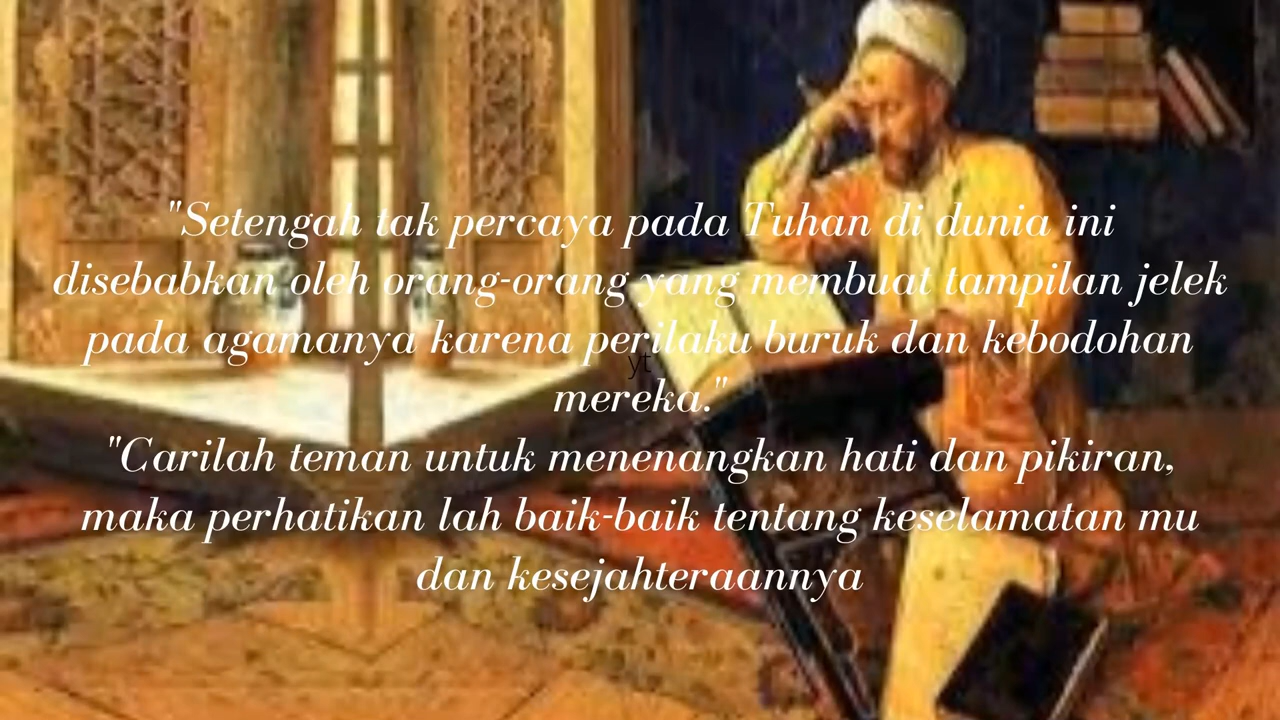 "Setengah tak percaya pada Tuhan di dunia ini
disebabkan oleh orang-orang yang membuat tampilan jelek
pada agamanya karena perilaku buruk dan kebodohan
yt
mereka."
"Carilah teman untuk menenangkan hati dan pikiran,
maka perhatikan lah baik-baik tentang keselamatan mu
dan kesejahteraannya